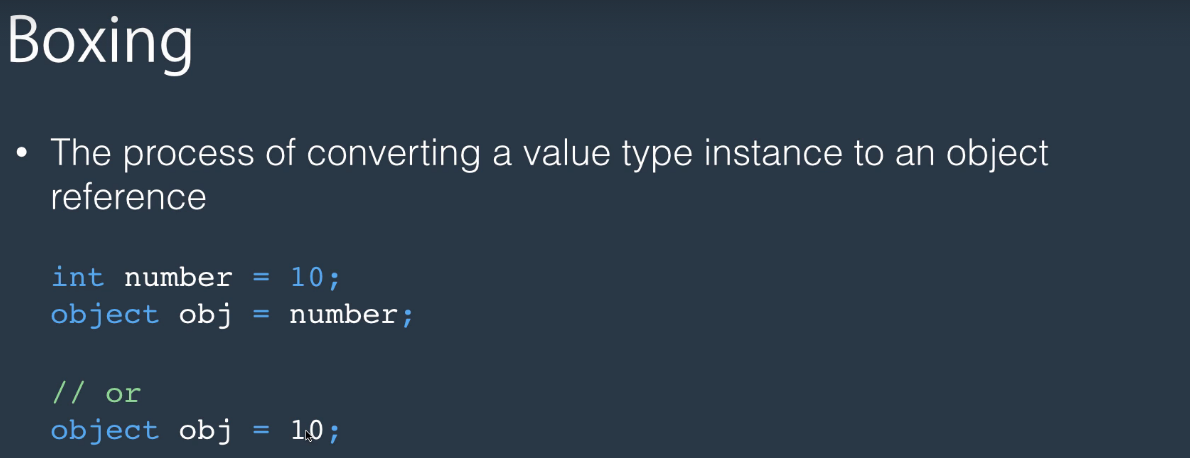 Boxing
• The process of converting a value type instance to an object
reference
int number = 10;
object obj = number;
// or
object obj = 10;